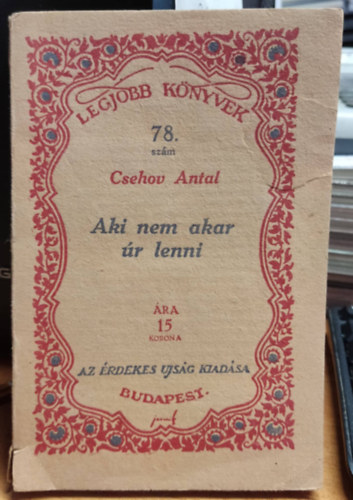 LEGJOBB KÖNYVEK
78.
szám
Csehov Antal
Aki nem akar
úr lenni
ÁRA
15
KORONA
AZ ÉRDEKES UJSÁG KIADÁSA
BUDAPEST.